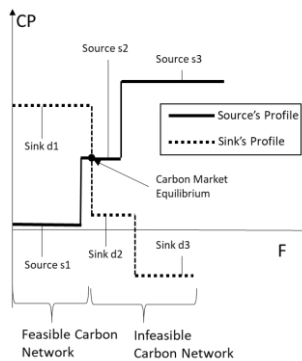 CP
Source s2
Source s3
Source's Profile
Sink's Profile
Sink d1
Carbon Market
Equilibrium
Sink d2
Sink d3
F
Source s1
Feasible Carbon
Network
Infeasible
Carbon Network